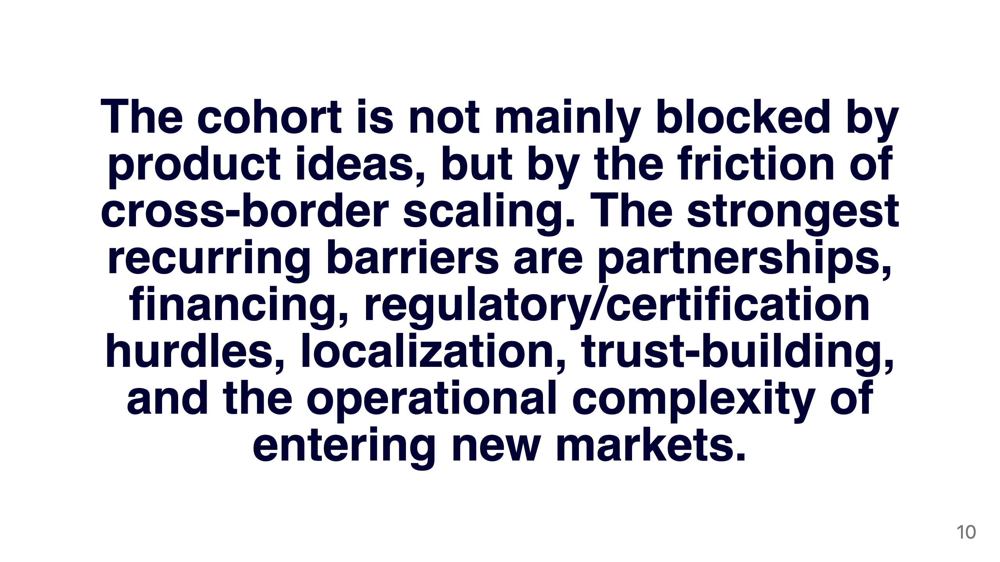 The cohort is not mainly blocked by
product ideas, but by the friction of
cross-border scaling. The strongest
recurring barriers are partnerships,
financing, regulatory/certification
hurdles, localization, trust-building,
and the operational complexity of
entering new markets.
10